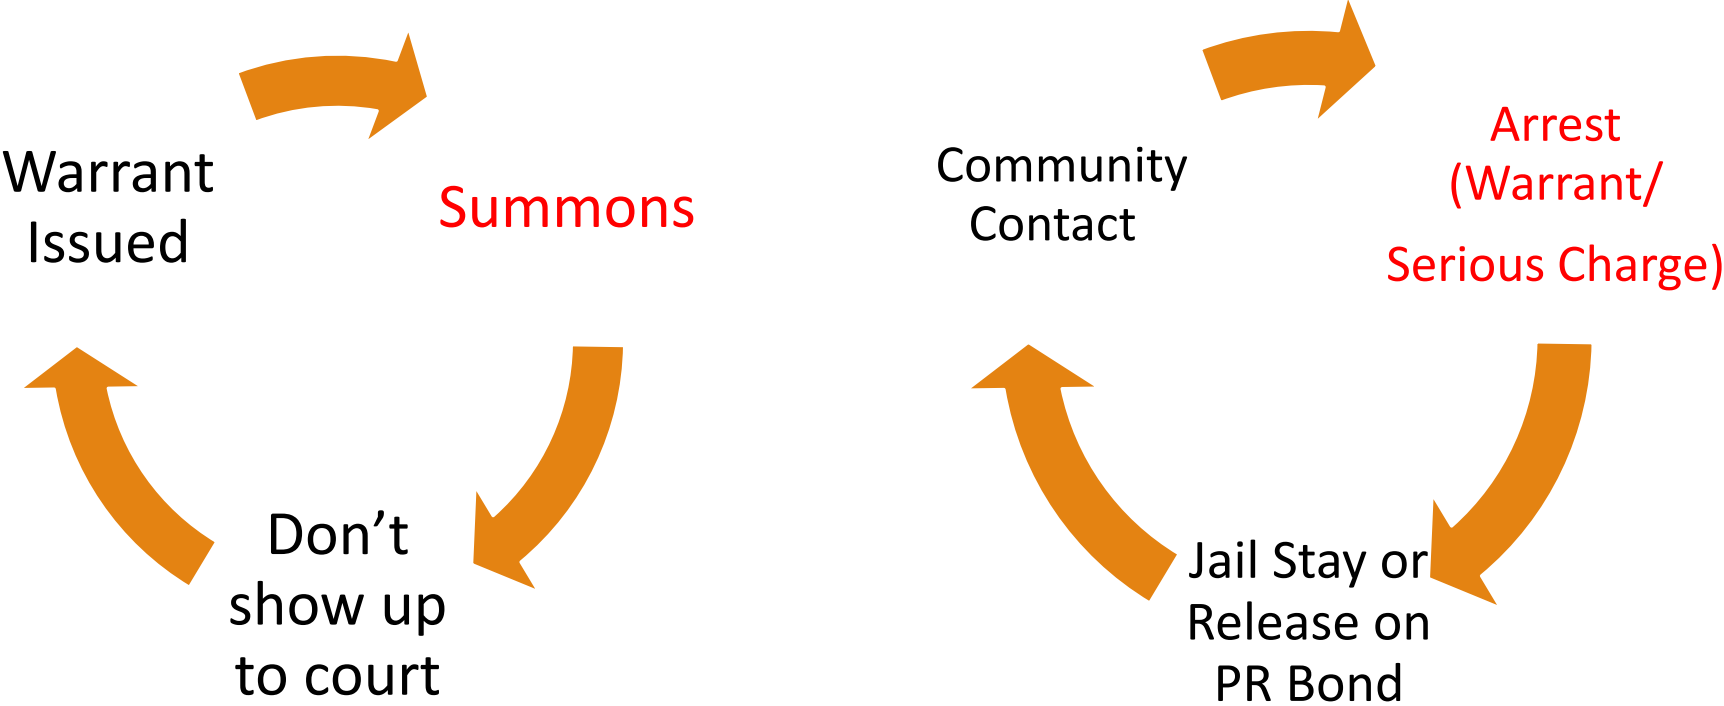 Warrant
Issued
Summons
Don’t
show up
to court
Community
Contact
Arrest
(Warrant/
Serious Charge)
Jail Stay or
Release on
PR Bond